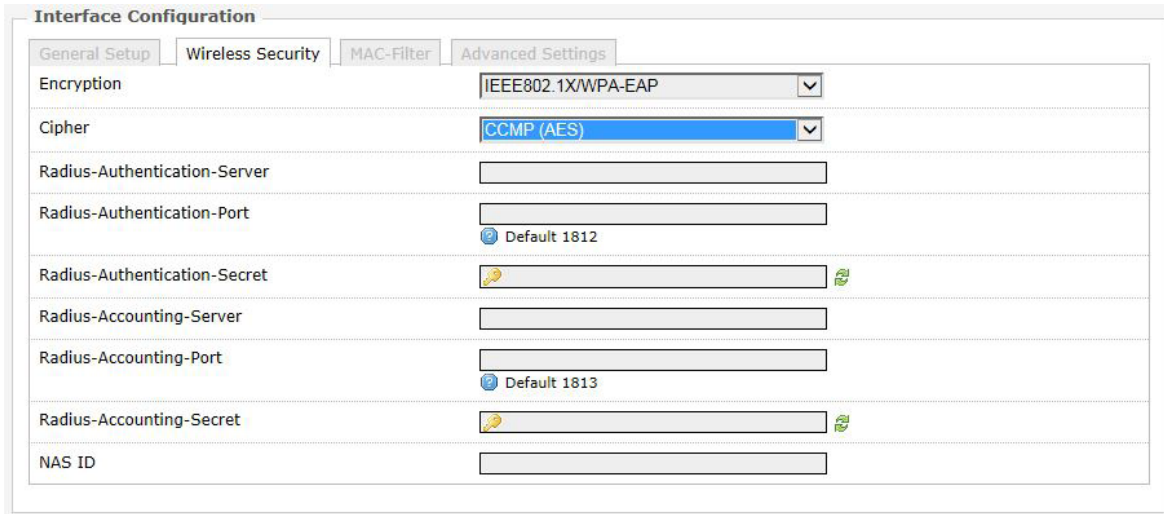 Interface Configuration
General Setup Wireless Security MAC-Filter Advanced Settings
Encryption IEEE802.1X/WPA-EAP
Cipher CCMP (AES)
Radius-Authentication-Server
Radius-Authentication-Port
Default 1812
Radius-Authentication-Secret
Radius-Accounting-Server
Radius-Accounting-Port
Default 1813
Radius-Accounting-Secret
NAS ID